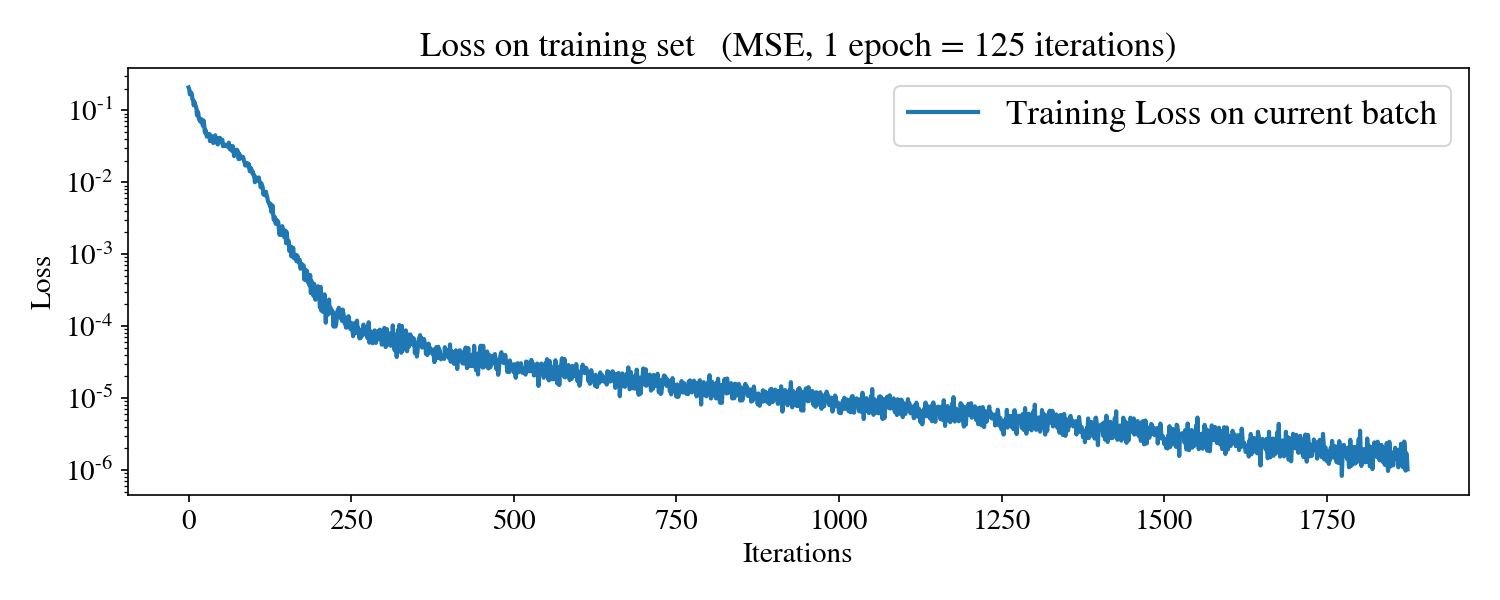 Loss on training set   (MSE, 1 epoch = 125 iterations)
Training Loss on current batch
Loss
10^-1
10^-2
10^-3
10^-4
10^-5
10^-6
0 250 500 750 1000 1250 1500 1750
Iterations